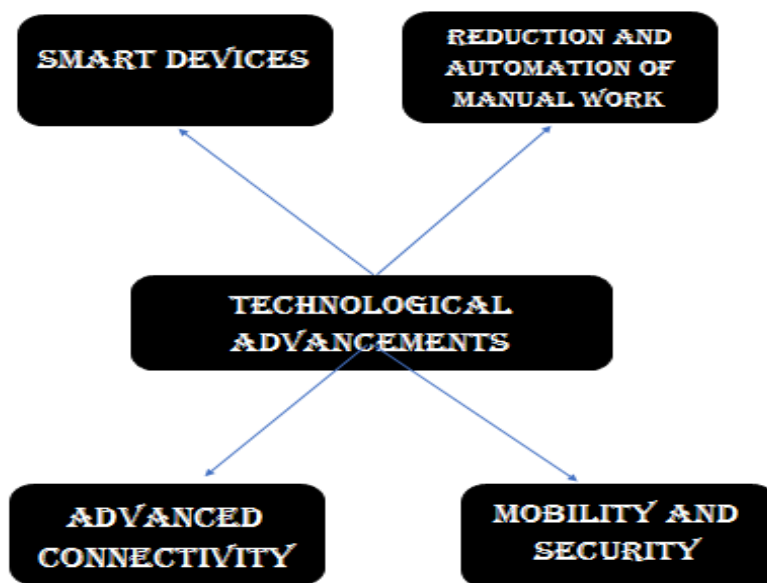 SMART DEVICES
REDUCTION AND
AUTOMATION OF
MANUAL WORK
TECHNOLOGICAL
ADVANCEMENTS
ADVANCED
CONNECTIVITY
MOBILITY AND
SECURITY